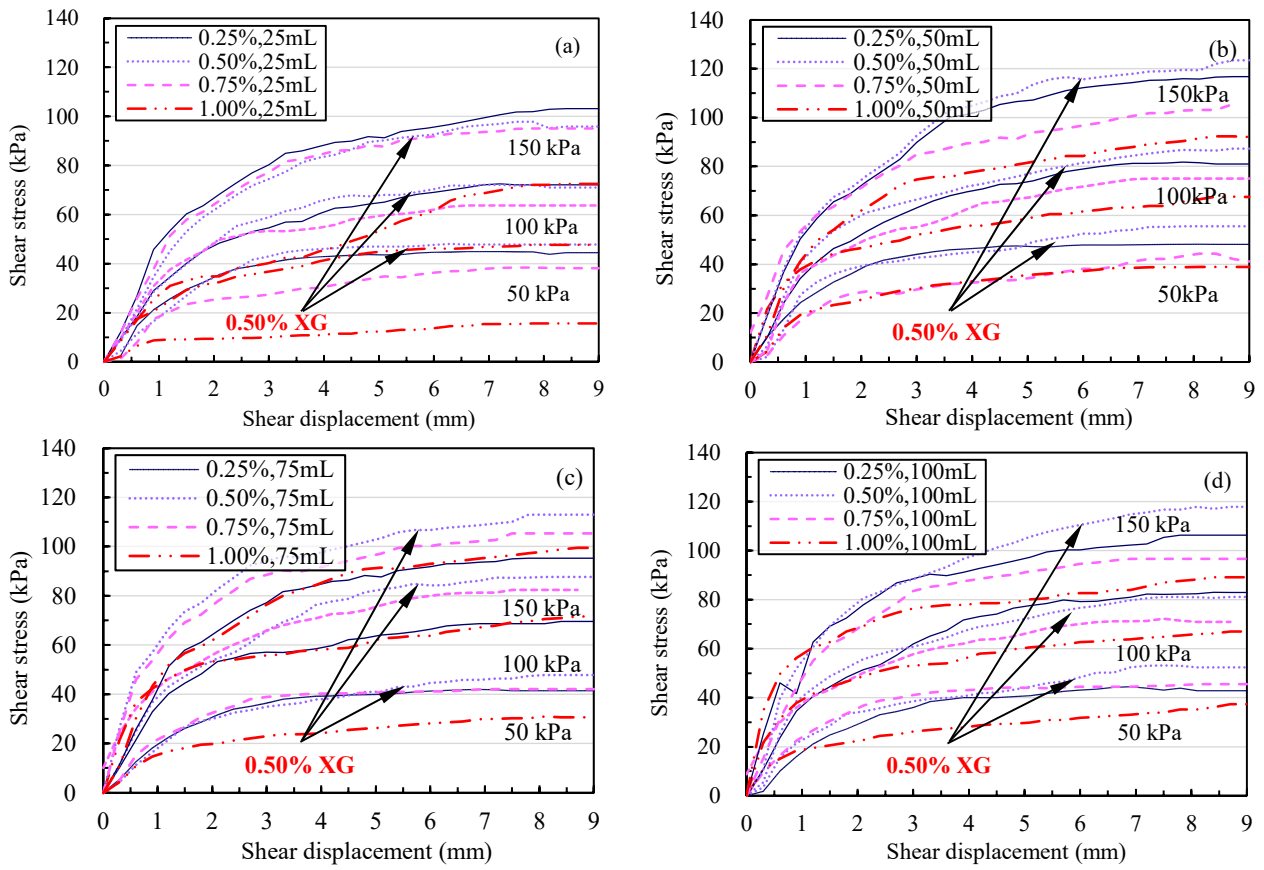 140
120
100
80
60
40
20
0
Shear stress (kPa)
0.25%,25mL
0.50%,25mL
0.75%,25mL
1.00%,25mL
(a)
150 kPa
100 kPa
50 kPa
0.50% XG
0 1 2 3 4 5 6 7 8 9
Shear displacement (mm)
140
120
100
80
60
40
20
0
Shear stress (kPa)
0.25%,50mL
0.50%,50mL
0.75%,50mL
1.00%,50mL
(b)
150kPa
100kPa
50kPa
0.50% XG
0 1 2 3 4 5 6 7 8 9
Shear displacement (mm)
140
120
100
80
60
40
20
0
Shear stress (kPa)
0.25%,75mL
0.50%,75mL
0.75%,75mL
1.00%,75mL
(c)
150 kPa
100 kPa
50 kPa
0.50% XG
0 1 2 3 4 5 6 7 8 9
Shear displacement (mm)
140
120
100
80
60
40
20
0
Shear stress (kPa)
0.25%,100mL
0.50%,100mL
0.75%,100mL
1.00%,100mL
(d)
150 kPa
100 kPa
50 kPa
0.50% XG
0 1 2 3 4 5 6 7 8 9
Shear displacement (mm)